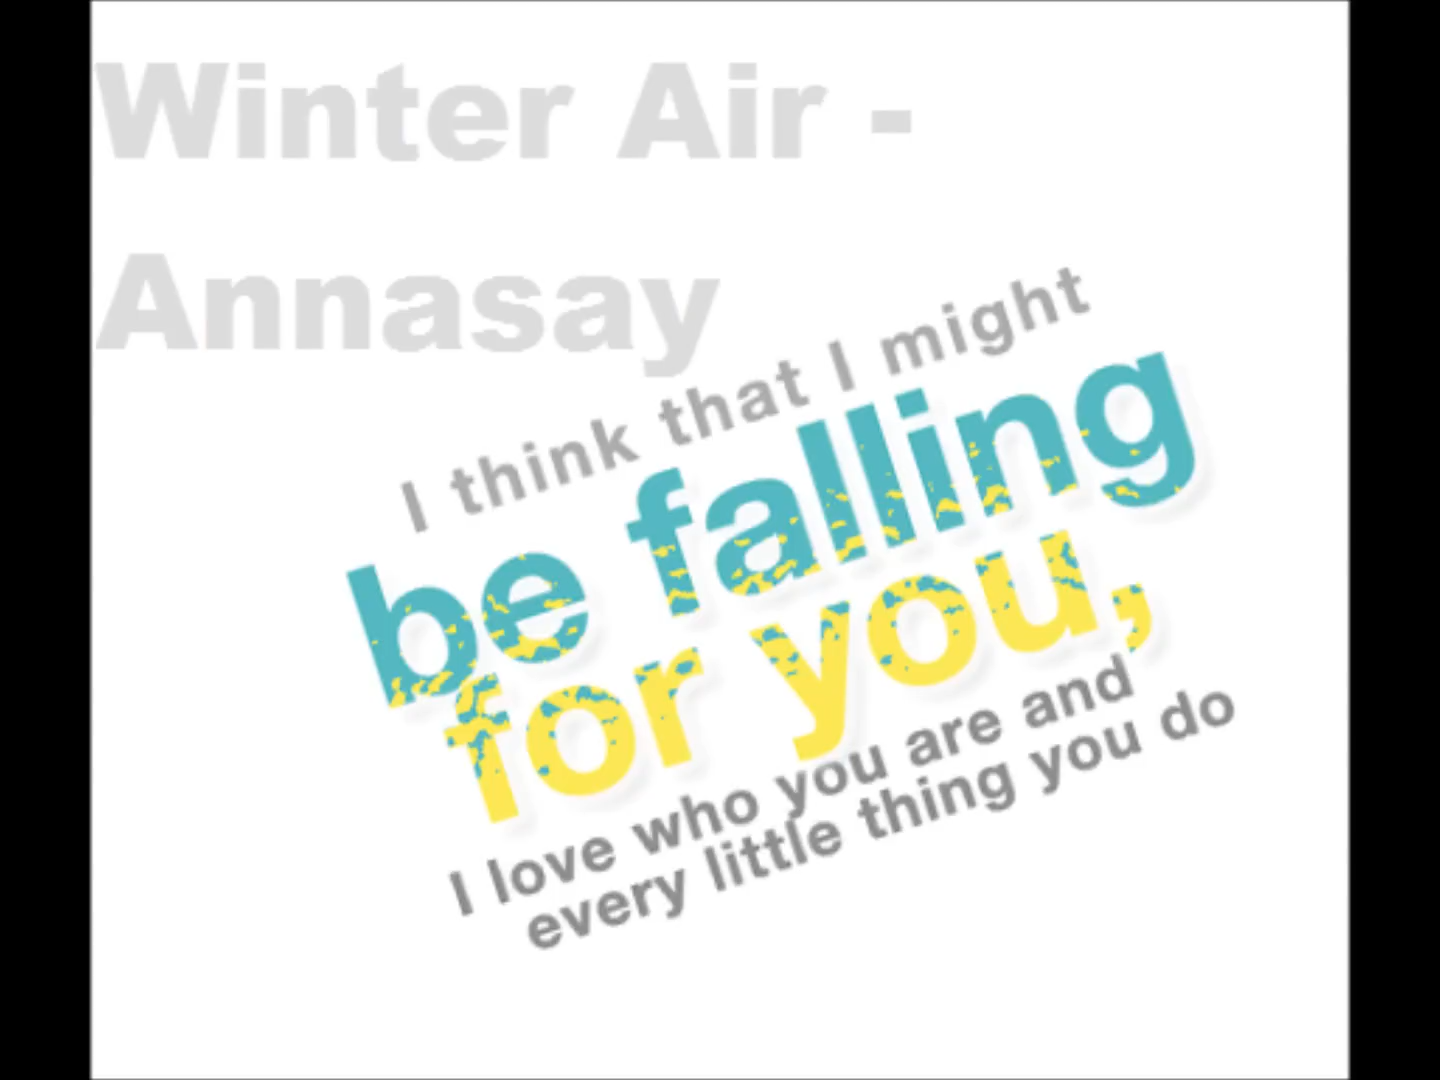 Winter Air -
Annasay
I think that I might
be falling
for you,
I love who you are and
every little thing you do